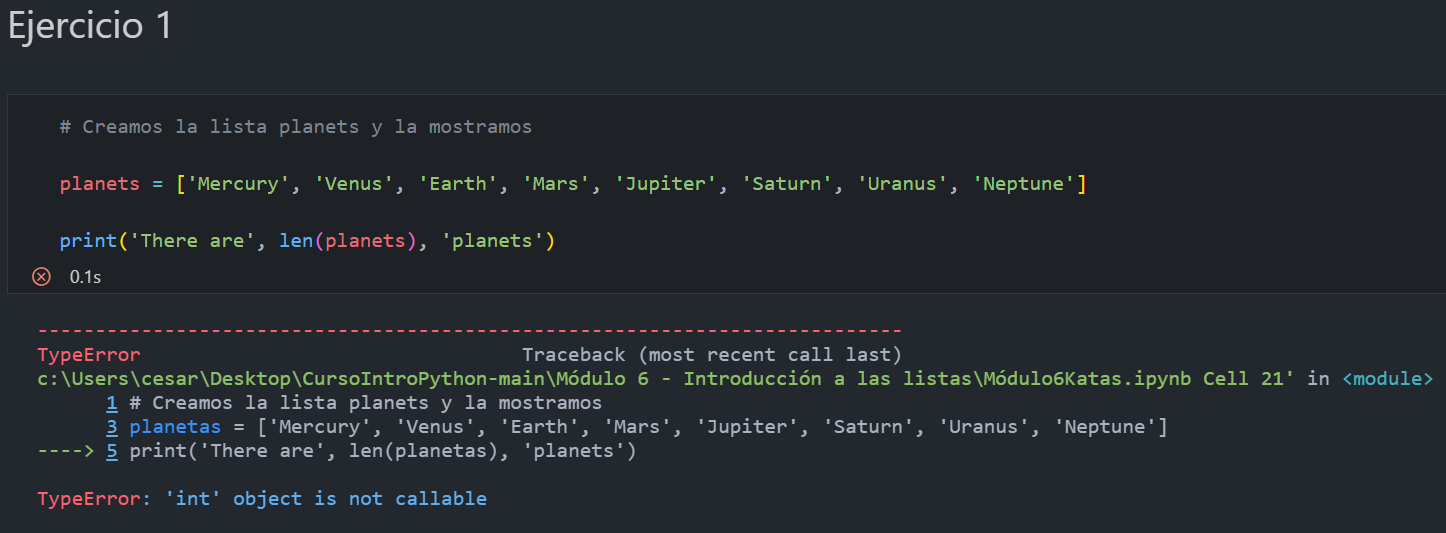 Ejercicio 1
# Creamos la lista planets y la mostramos
planets = ['Mercury', 'Venus', 'Earth', 'Mars', 'Jupiter', 'Saturn', 'Uranus', 'Neptune']
print('There are', len(planets), 'planets')
0.1s
---------------------------------------------------------------------------
TypeError                                 Traceback (most recent call last)
c:\Users\cesar\Desktop\CursoIntroPython-main\Módulo 6 - Introducción a las listas\Módulo6Katas.ipynb Cell 21' in <module>
      1 # Creamos la lista planets y la mostramos
      3 planetas = ['Mercury', 'Venus', 'Earth', 'Mars', 'Jupiter', 'Saturn', 'Uranus', 'Neptune']
----> 5 print('There are', len(planetas), 'planets')
TypeError: 'int' object is not callable